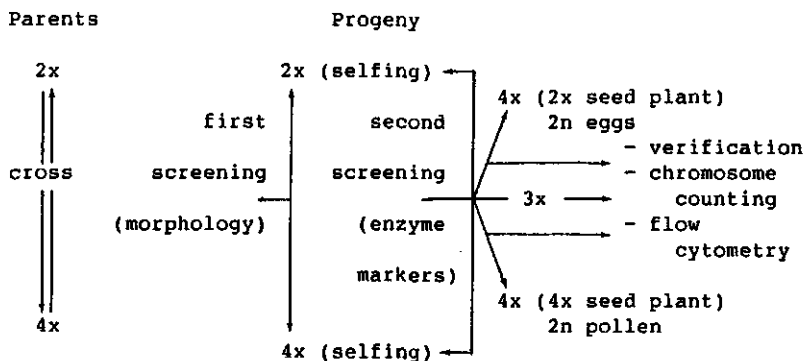 Parents Progeny
2x 2x (selfing)
4x (2x seed plant)
first second 2n eggs
- verification
cross screening screening - chromosome
3x counting
(morphology) (enzyme - flow
cytometry
markers)
4x (4x seed plant)
4x 2n pollen
4x (selfing)